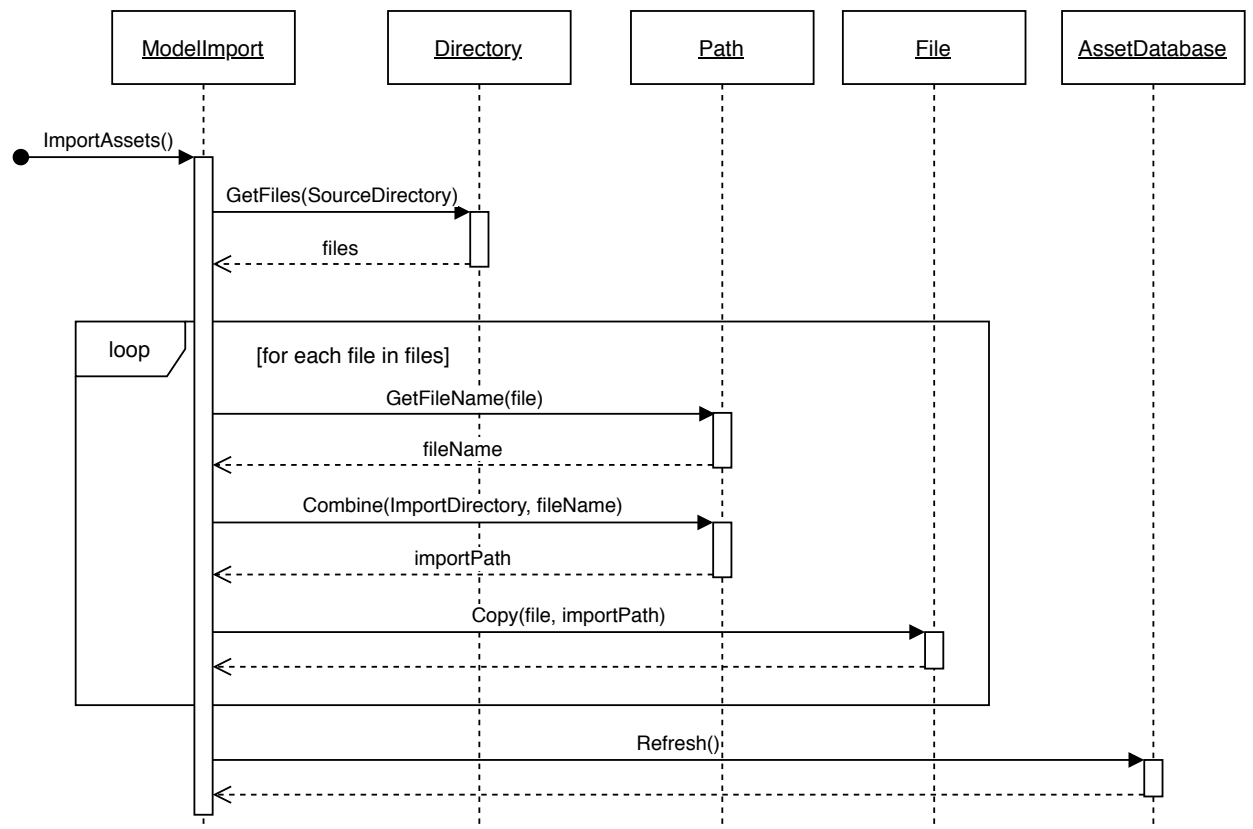 ModelImport
Directory
Path
File
AssetDatabase
ImportAssets()
GetFiles(SourceDirectory)
files
loop
[for each file in files]
GetFileName(file)
fileName
Combine(ImportDirectory, fileName)
importPath
Copy(file, importPath)
Refresh()